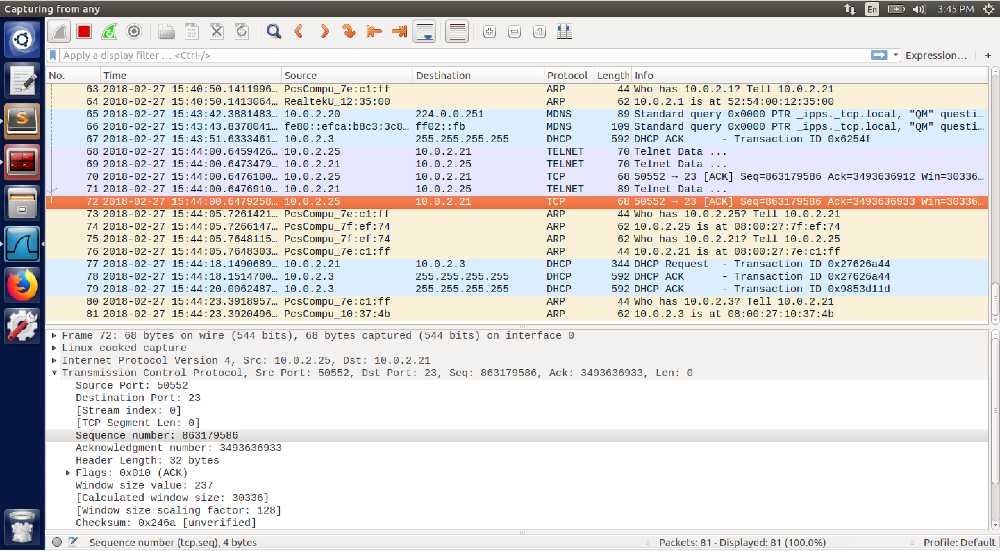 Capturing from any
En
3:45 PM
Apply a display filter … <Ctrl-/>
Expression… +
No. Time Source Destination Protocol Length Info
63 2018-02-27 15:40:50.1411996… PcsCompu_7e:c1:ff ARP 44 Who has 10.0.2.1? Tell 10.0.2.21
64 2018-02-27 15:40:50.1413064… RealtekU_12:35:00 ARP 62 10.0.2.1 is at 52:54:00:12:35:00
65 2018-02-27 15:43:42.3881483… 10.0.2.20 224.0.0.251 MDNS 89 Standard query 0x0000 PTR _ipps._tcp.local, "QM" questi…
66 2018-02-27 15:43:43.8378041… fe80::efca:b8c3:3c8… ff02::fb MDNS 109 Standard query 0x0000 PTR _ipps._tcp.local, "QM" questi…
67 2018-02-27 15:43:51.6333461… 10.0.2.3 255.255.255.255 DHCP 592 DHCP ACK - Transaction ID 0x6254f
68 2018-02-27 15:44:00.6459426… 10.0.2.25 10.0.2.21 TELNET 70 Telnet Data ...
69 2018-02-27 15:44:00.6473479… 10.0.2.21 10.0.2.25 TELNET 70 Telnet Data ...
70 2018-02-27 15:44:00.6476100… 10.0.2.25 10.0.2.21 TCP 68 50552 → 23 [ACK] Seq=863179586 Ack=3493636912 Win=30336…
71 2018-02-27 15:44:00.6476910… 10.0.2.21 10.0.2.25 TELNET 89 Telnet Data ...
72 2018-02-27 15:44:00.6479258… 10.0.2.25 10.0.2.21 TCP 68 50552 → 23 [ACK] Seq=863179586 Ack=3493636933 Win=30336…
73 2018-02-27 15:44:05.7261421… PcsCompu_7e:c1:ff ARP 44 Who has 10.0.2.25? Tell 10.0.2.21
74 2018-02-27 15:44:05.7266147… PcsCompu_7f:ef:74 ARP 62 10.0.2.25 is at 08:00:27:7f:ef:74
75 2018-02-27 15:44:05.7648115… PcsCompu_7f:ef:74 ARP 62 Who has 10.0.2.21? Tell 10.0.2.25
76 2018-02-27 15:44:05.7648303… PcsCompu_7e:c1:ff ARP 44 10.0.2.21 is at 08:00:27:7e:c1:ff
77 2018-02-27 15:44:18.1490689… 10.0.2.21 10.0.2.3 DHCP 344 DHCP Request - Transaction ID 0x27626a44
78 2018-02-27 15:44:18.1514700… 10.0.2.3 255.255.255.255 DHCP 592 DHCP ACK - Transaction ID 0x27626a44
79 2018-02-27 15:44:20.0062487… 10.0.2.3 255.255.255.255 DHCP 592 DHCP ACK - Transaction ID 0x9853d11d
80 2018-02-27 15:44:23.3918957… PcsCompu_7e:c1:ff ARP 44 Who has 10.0.2.3? Tell 10.0.2.21
81 2018-02-27 15:44:23.3920496… PcsCompu_10:37:4b ARP 62 10.0.2.3 is at 08:00:27:10:37:4b
Frame 72: 68 bytes on wire (544 bits), 68 bytes captured (544 bits) on interface 0
Linux cooked capture
Internet Protocol Version 4, Src: 10.0.2.25, Dst: 10.0.2.21
Transmission Control Protocol, Src Port: 50552, Dst Port: 23, Seq: 863179586, Ack: 3493636933, Len: 0
Source Port: 50552
Destination Port: 23
[Stream index: 0]
[TCP Segment Len: 0]
Sequence number: 863179586
Acknowledgment number: 3493636933
Header Length: 32 bytes
Flags: 0x010 (ACK)
Window size value: 237
[Calculated window size: 30336]
[Window size scaling factor: 128]
Checksum: 0x246a [unverified]
Sequence number (tcp.seq), 4 bytes
Packets: 81 · Displayed: 81 (100.0%)
Profile: Default